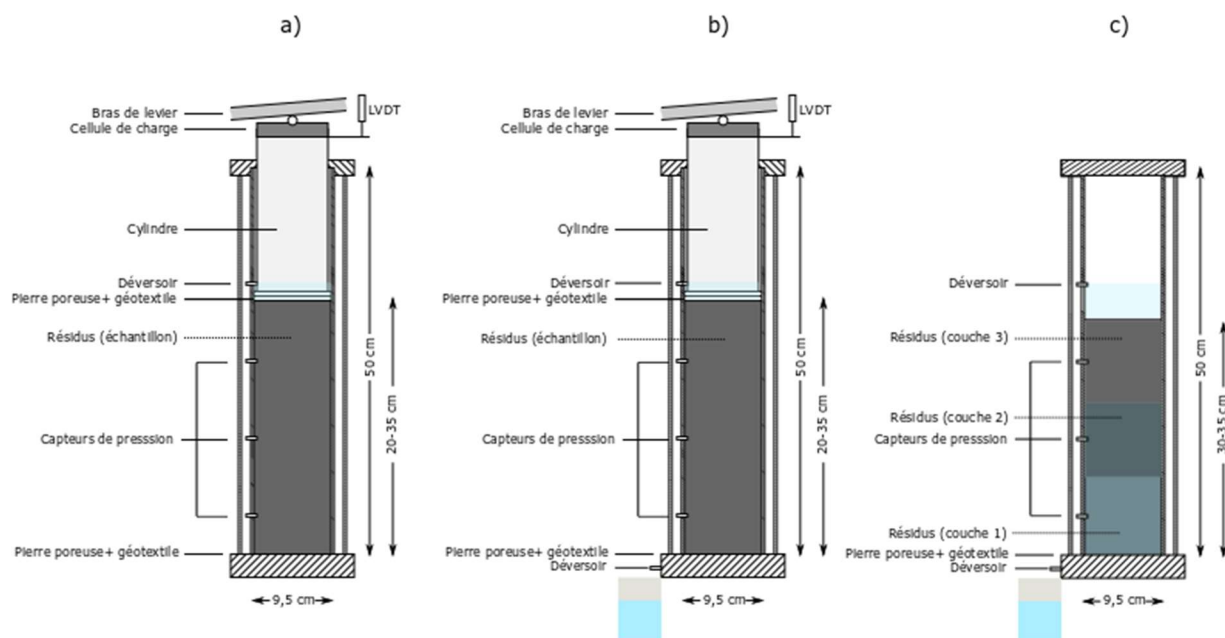 a)
b)
c)
Bras de levier
LVDT
Cellule de charge
Cylindre
Déversoir
Pierre poreuse+ géotextile
Résidus (échantillon)
Capteurs de presssion
Pierre poreuse+ géotextile
50 cm
20-35 cm
9,5 cm
Bras de levier
LVDT
Cellule de charge
Cylindre
Déversoir
Pierre poreuse+ géotextile
Résidus (échantillon)
Capteurs de presssion
Pierre poreuse+ géotextile
Déversoir
50 cm
20-35 cm
9,5 cm
Déversoir
Résidus (couche 3)
Résidus (couche 2)
Capteurs de presssion
Résidus (couche 1)
Pierre poreuse+ géotextile
Déversoir
50 cm
30-35 cm
9,5 cm